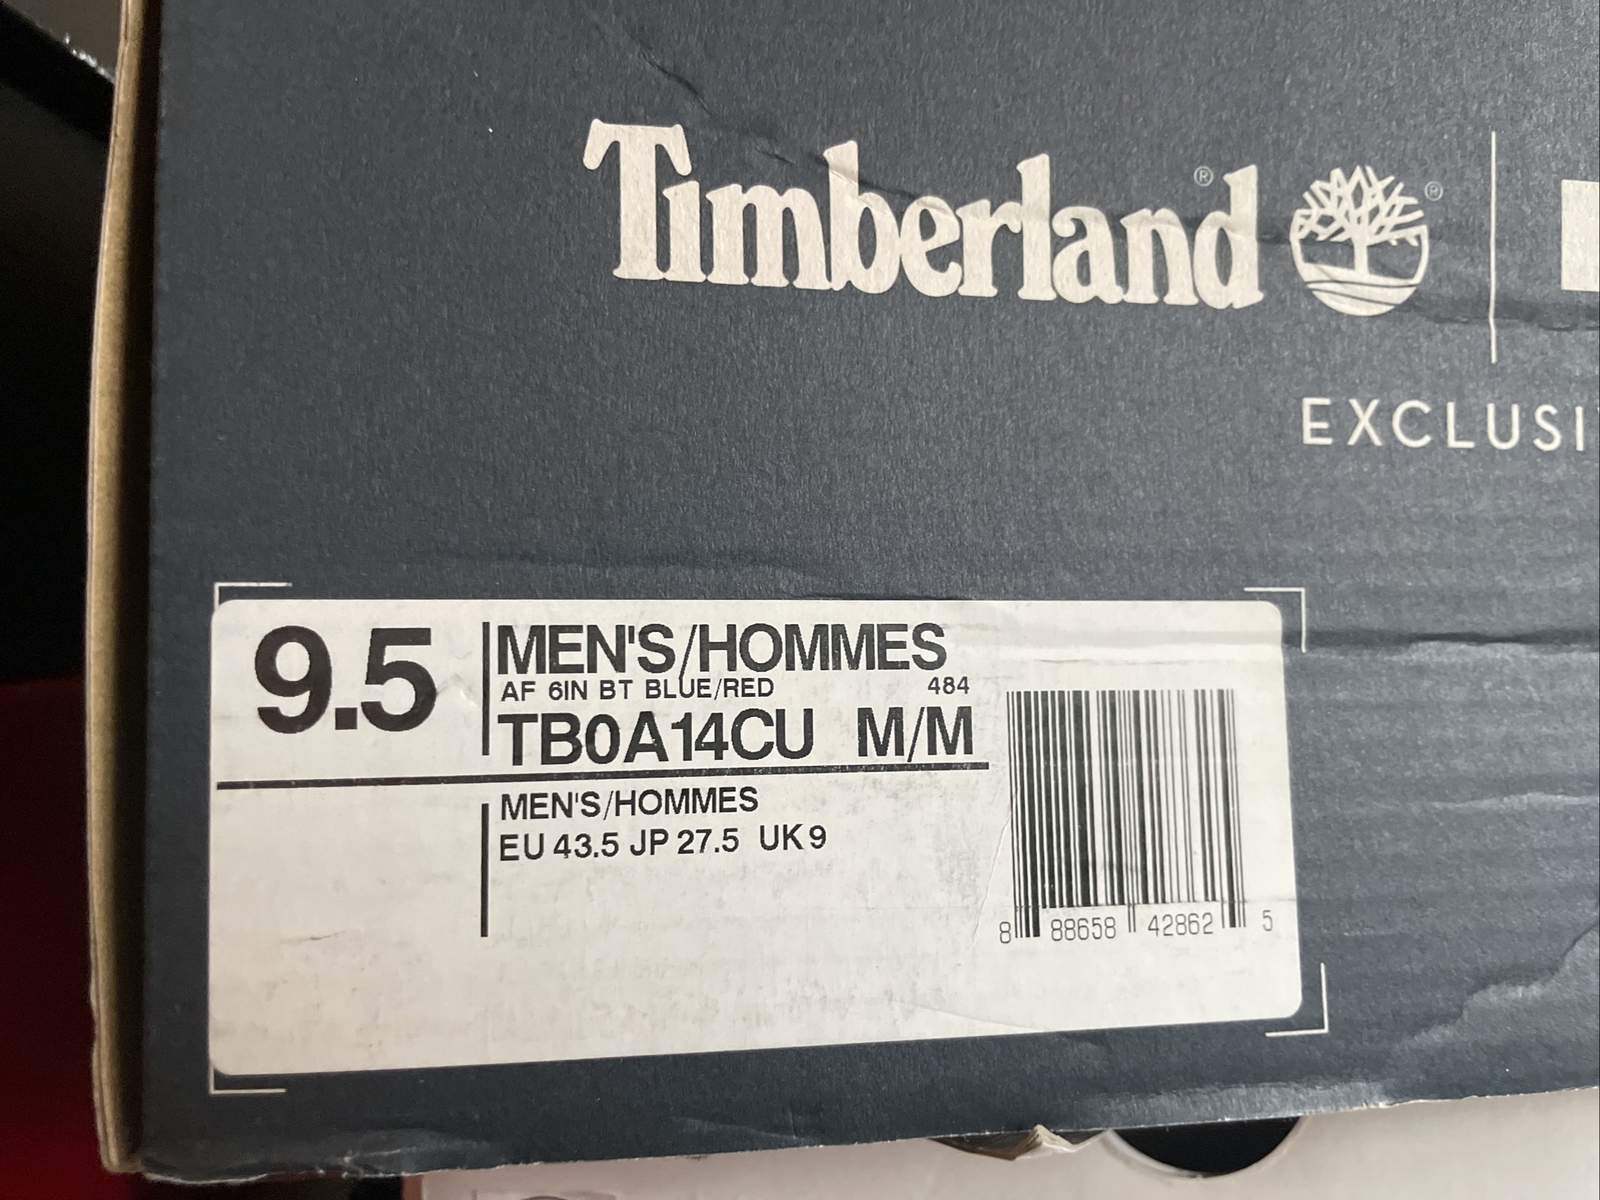 Timberland®
®
EXCLUSI
9.5
MEN'S/HOMMES
AF 6IN BT BLUE/RED 484
TB0A14CU M/M
MEN'S/HOMMES
EU 43.5 JP 27.5 UK 9
8 88658 42862 5